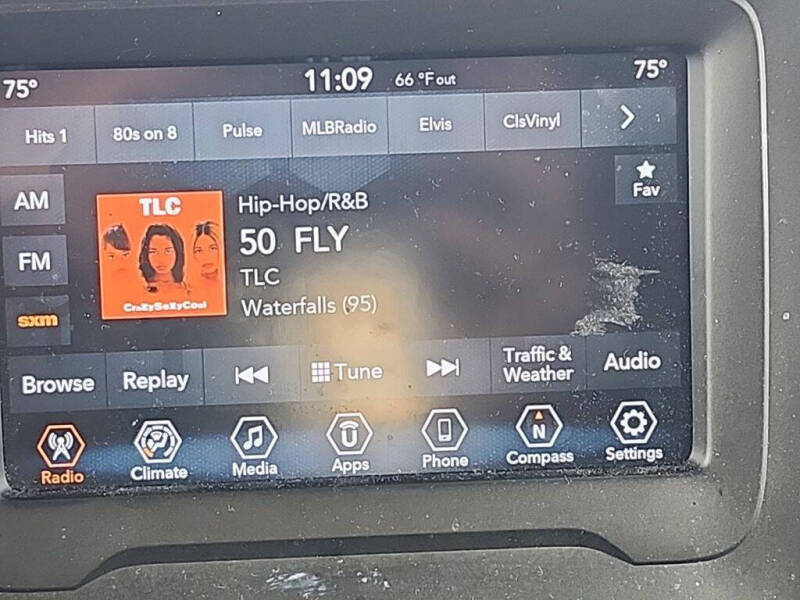 75° 11:09 66 °F out 75°
Hits 1 80s on 8 Pulse MLBRadio Elvis ClsVinyl
AM
FM
sxm
TLC
CrazySexyCool
Hip-Hop/R&B
50 FLY
TLC
Waterfalls (95)
Fav
Browse Replay Tune Traffic & Weather Audio
Radio Climate Media Apps Phone N Compass Settings